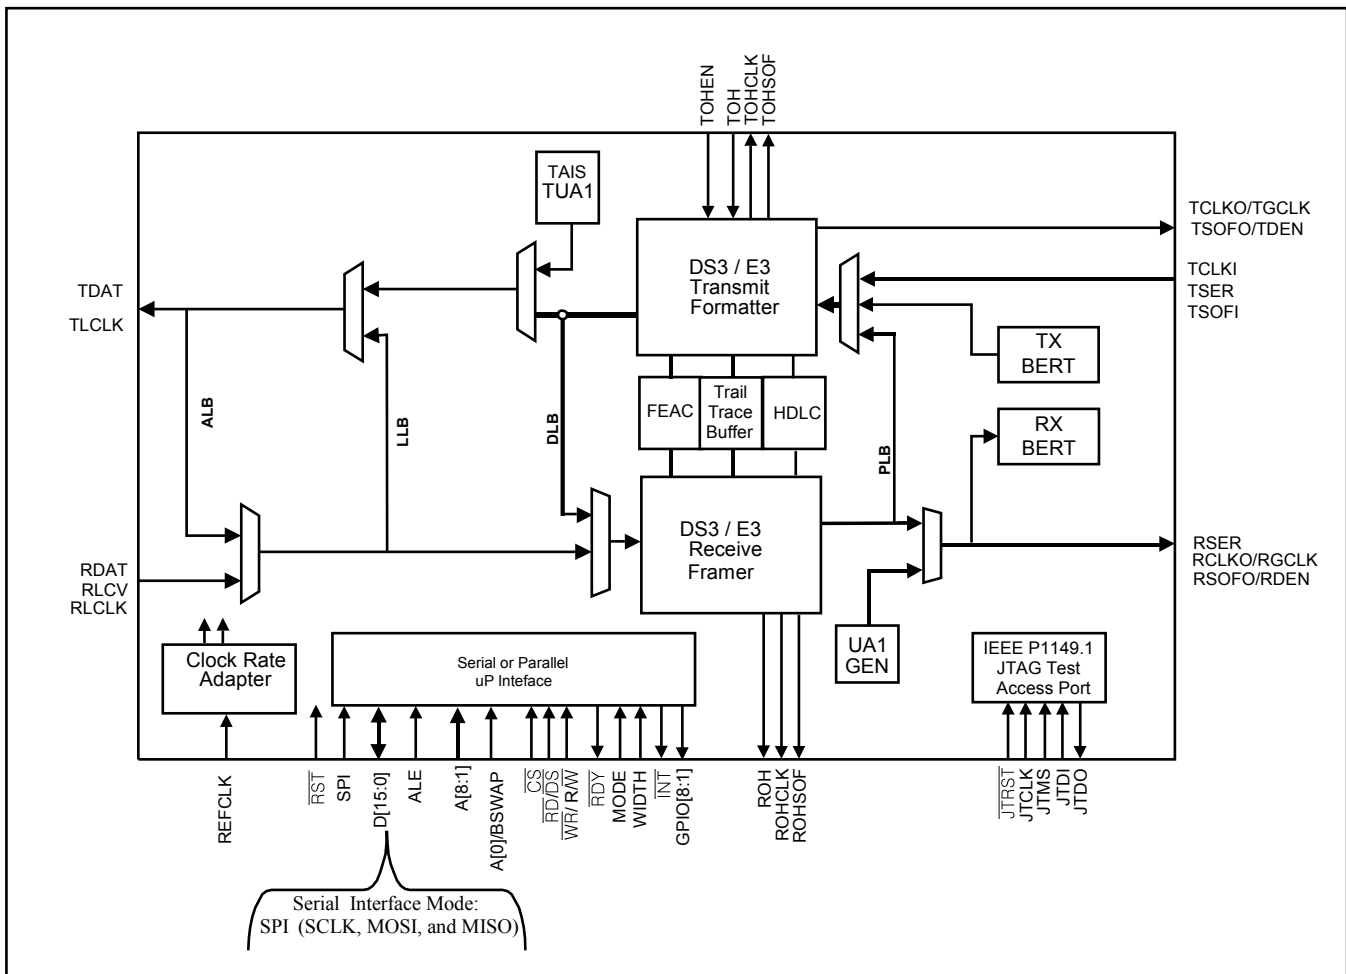 TOHEN
TOH
TOHCLK
TOHSOF
TAIS
TUA1
TCLKO/TGCLK
TSOFO/TDEN
DS3 / E3
Transmit
Formatter
TCLKI
TSER
TSOFI
TDAT
TLCLK
TX
BERT
FEAC
Trail
Trace
Buffer
HDLC
ALB
LLB
DLB
PLB
RX
BERT
DS3 / E3
Receive
Framer
RSER
RCLKO/RGCLK
RSOFO/RDEN
RDAT
RLCV
RLCLK
Clock Rate
Adapter
Serial or Parallel
uP Inteface
UA1
GEN
IEEE P1149.1
JTAG Test
Access Port
REFCLK
RST
SPI
D[15:0]
ALE
A[8:1]
A[0]/BSWAP
CS
RD/DS
WR/ R/W
RDY
MODE
WIDTH
INT
GPIO[8:1]
ROH
ROHCLK
ROHSOF
JTRST
JTCLK
JTMS
JTDI
JTDO
Serial Interface Mode:
SPI (SCLK, MOSI, and MISO)